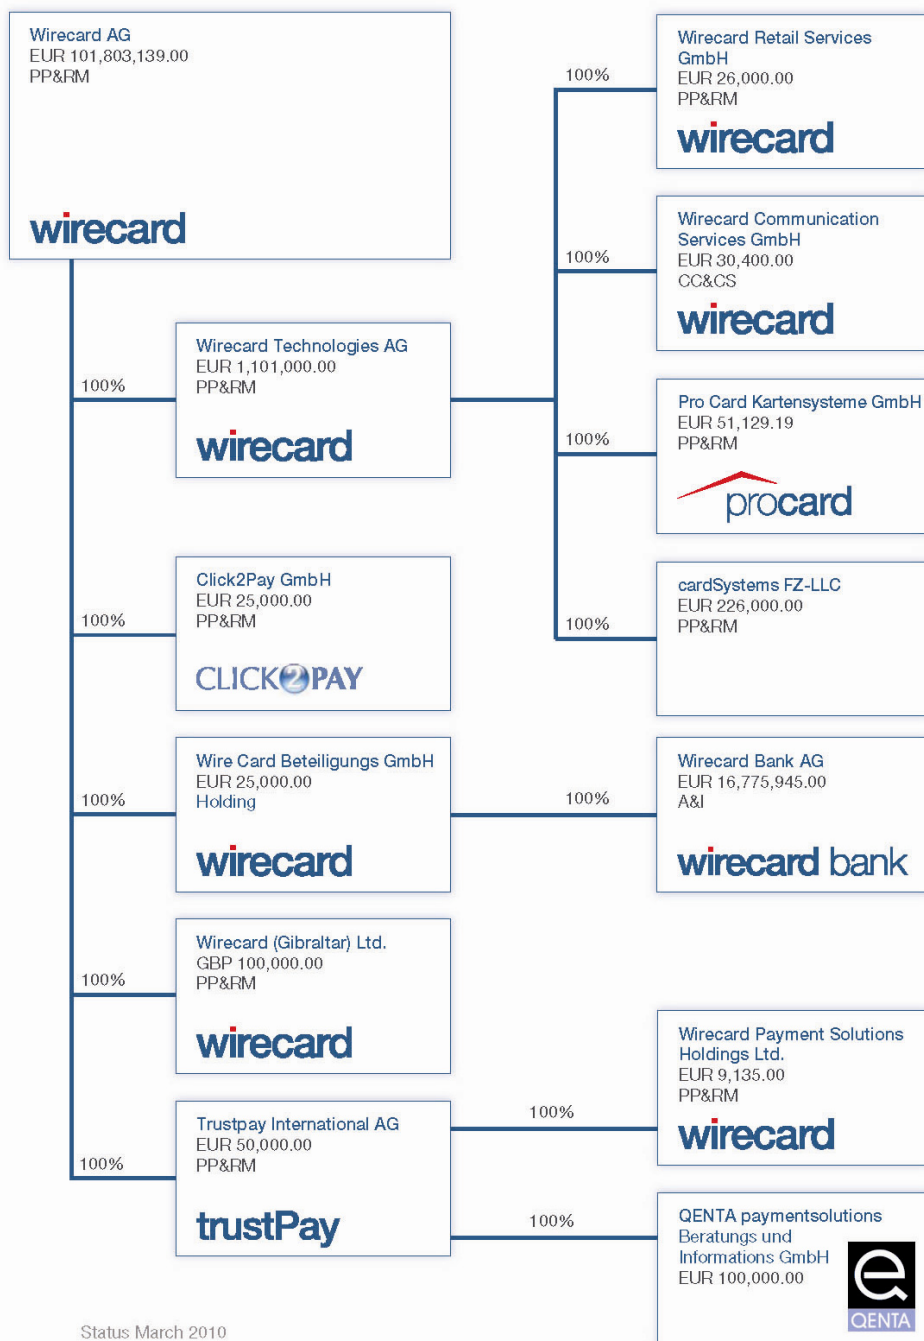 Wirecard AG
EUR 101,803,139.00
PP&RM
wirecard
100%
Wirecard Technologies AG
EUR 1,101,000.00
PP&RM
wirecard
100%
Wirecard Retail Services
GmbH
EUR 26,000.00
PP&RM
wirecard
100%
Wirecard Communication
Services GmbH
EUR 30,400.00
CC&CS
wirecard
100%
Pro Card Kartensysteme GmbH
EUR 51,129.19
PP&RM
procard
100%
cardSystems FZ-LLC
EUR 226,000.00
PP&RM
100%
Click2Pay GmbH
EUR 25,000.00
PP&RM
CLICK2PAY
100%
Wire Card Beteiligungs GmbH
EUR 25,000.00
Holding
wirecard
100%
Wirecard Bank AG
EUR 16,775,945.00
A&I
wirecard bank
100%
Wirecard (Gibraltar) Ltd.
GBP 100,000.00
PP&RM
wirecard
100%
Trustpay International AG
EUR 50,000.00
PP&RM
trustPay
100%
Wirecard Payment Solutions
Holdings Ltd.
EUR 9,135.00
PP&RM
wirecard
100%
QENTA paymentsolutions
Beratungs und
Informations GmbH
EUR 100,000.00
QENTA
Status March 2010